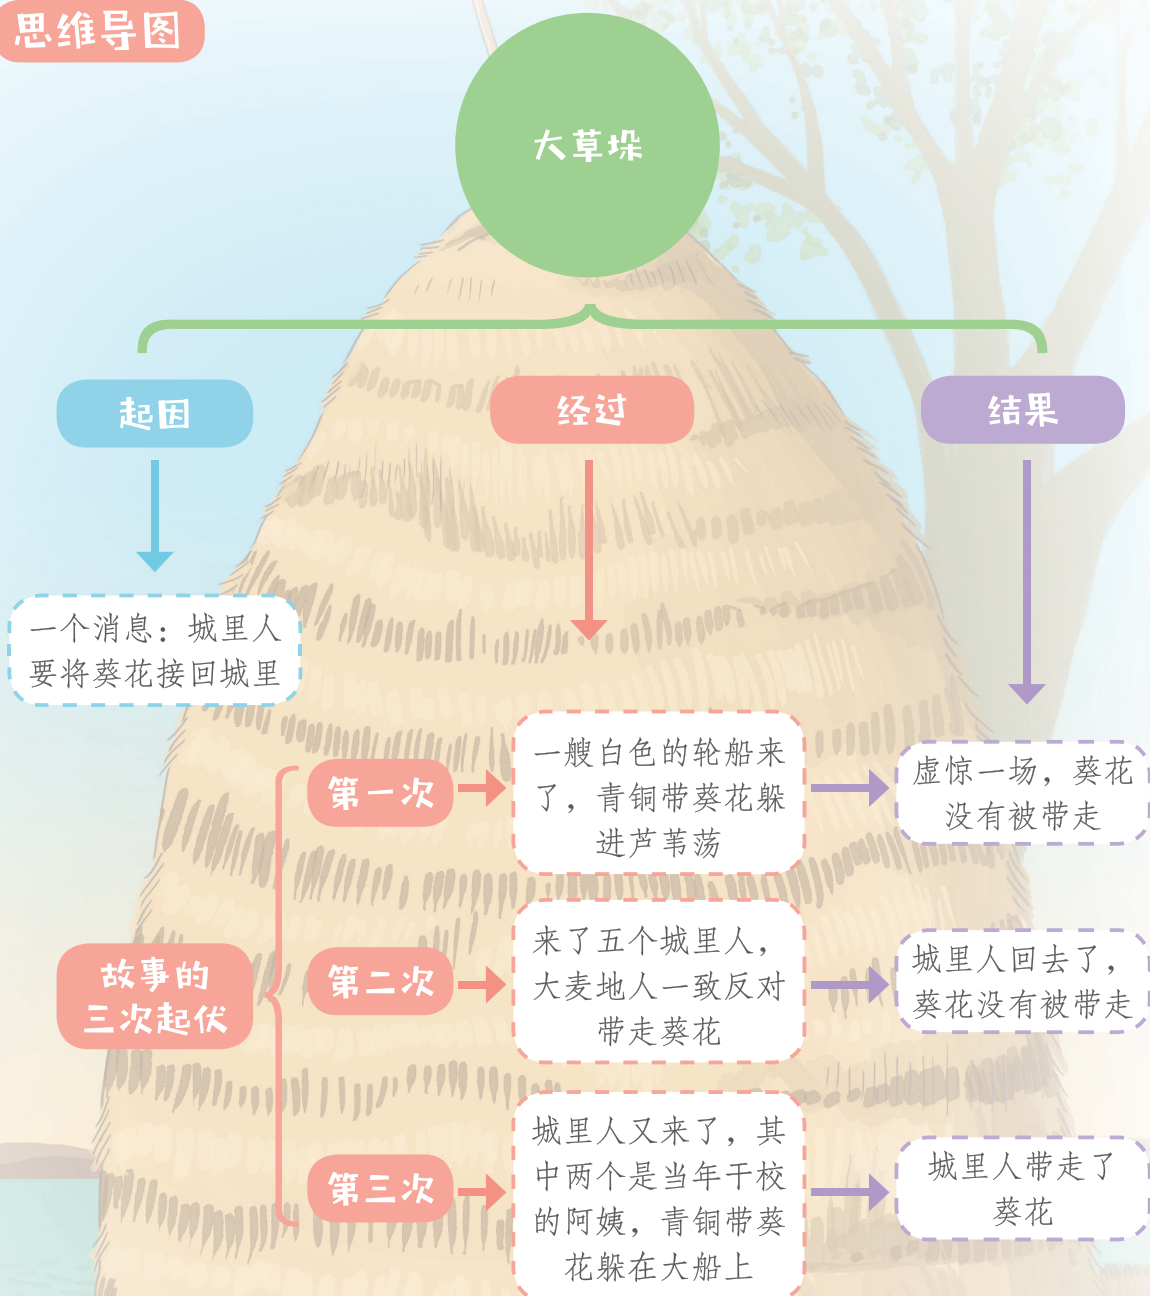 思维导图
大草垛
起因
经过
结果
一个消息：城里人
要将葵花接回城里
故事的
三次起伏
第一次
一艘白色的轮船来
了，青铜带葵花躲
进芦苇荡
虚惊一场，葵花
没有被带走
第二次
来了五个城里人，
大麦地人一致反对
带走葵花
城里人回去了，
葵花没有被带走
第三次
城里人又来了，其
中两个是当年干校
的阿姨，青铜带葵
花躲在大船上
城里人带走了
葵花